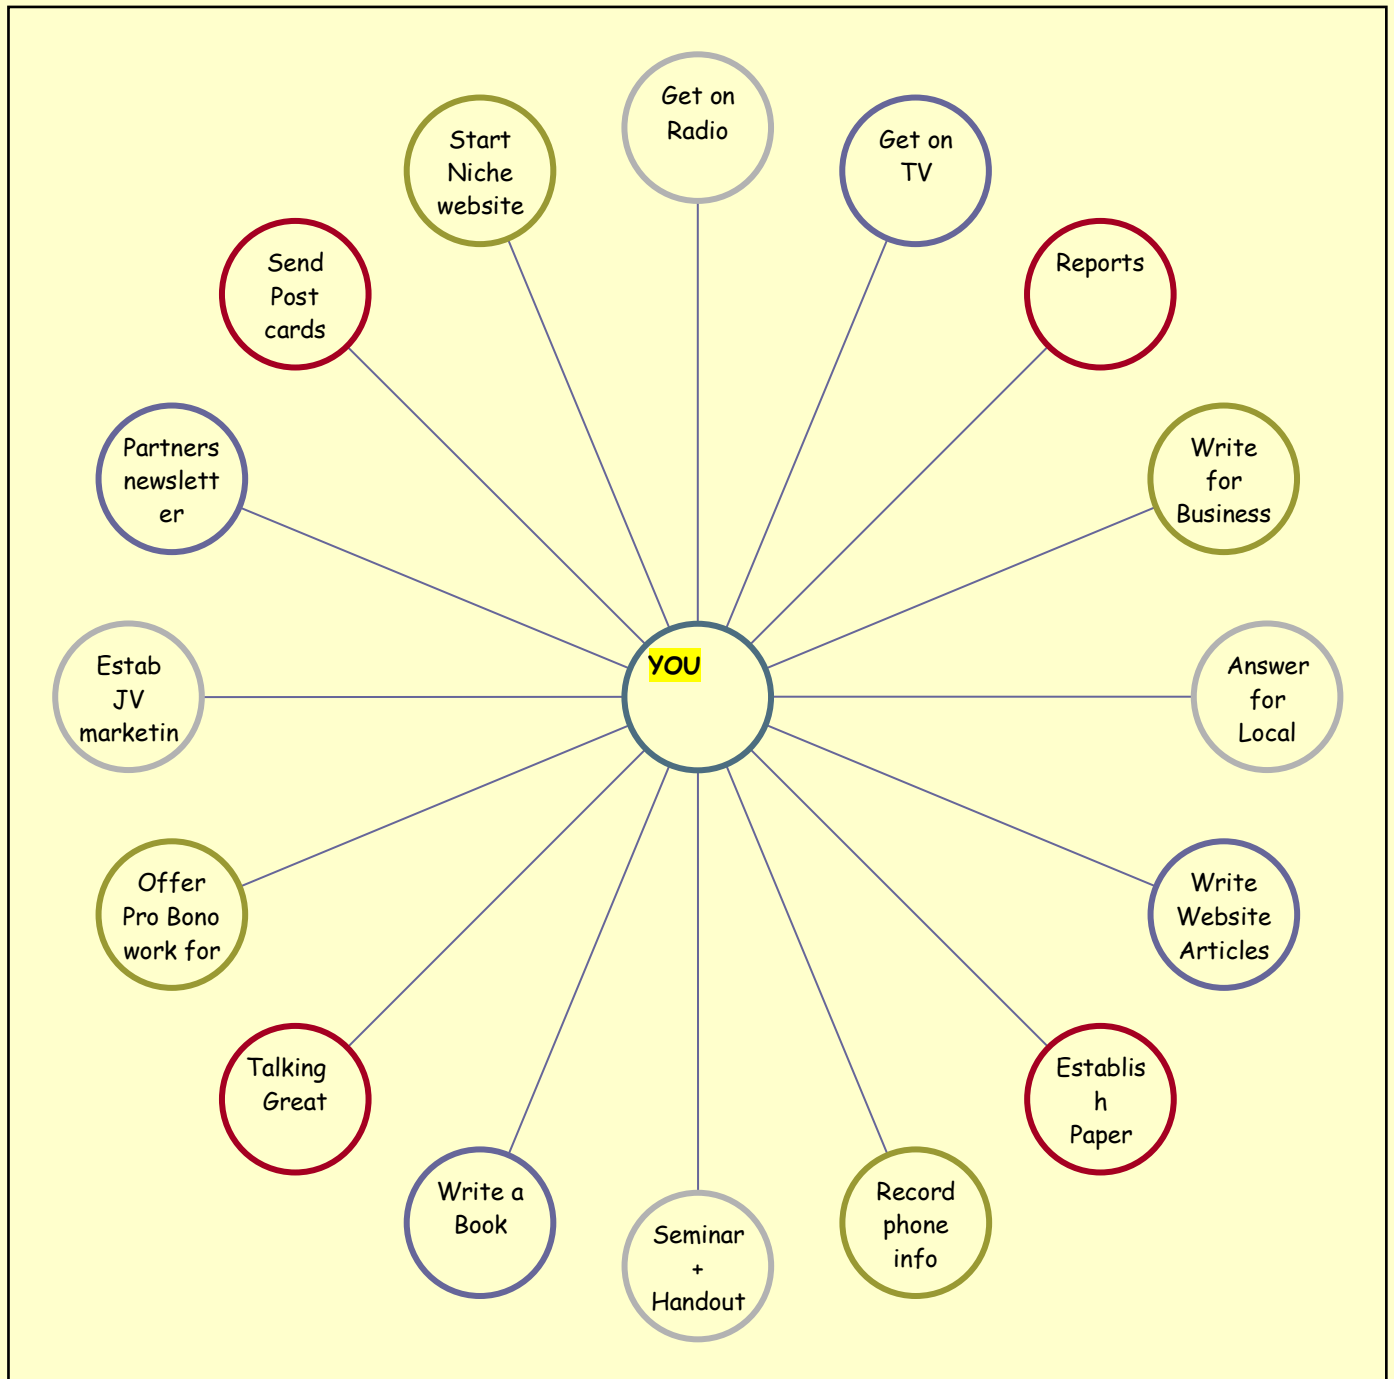 Get on
Radio
Get on
TV
Start
Niche
website
Reports
Send
Post
cards
Write
for
Business
Partners
newslett
er
Answer
for
Local
YOU
Estab
JV
marketin
Write
Website
Articles
Offer
Pro Bono
work for
Establis
h
Paper
Talking
Great
Record
phone
info
Write a
Book
Seminar
+
Handout